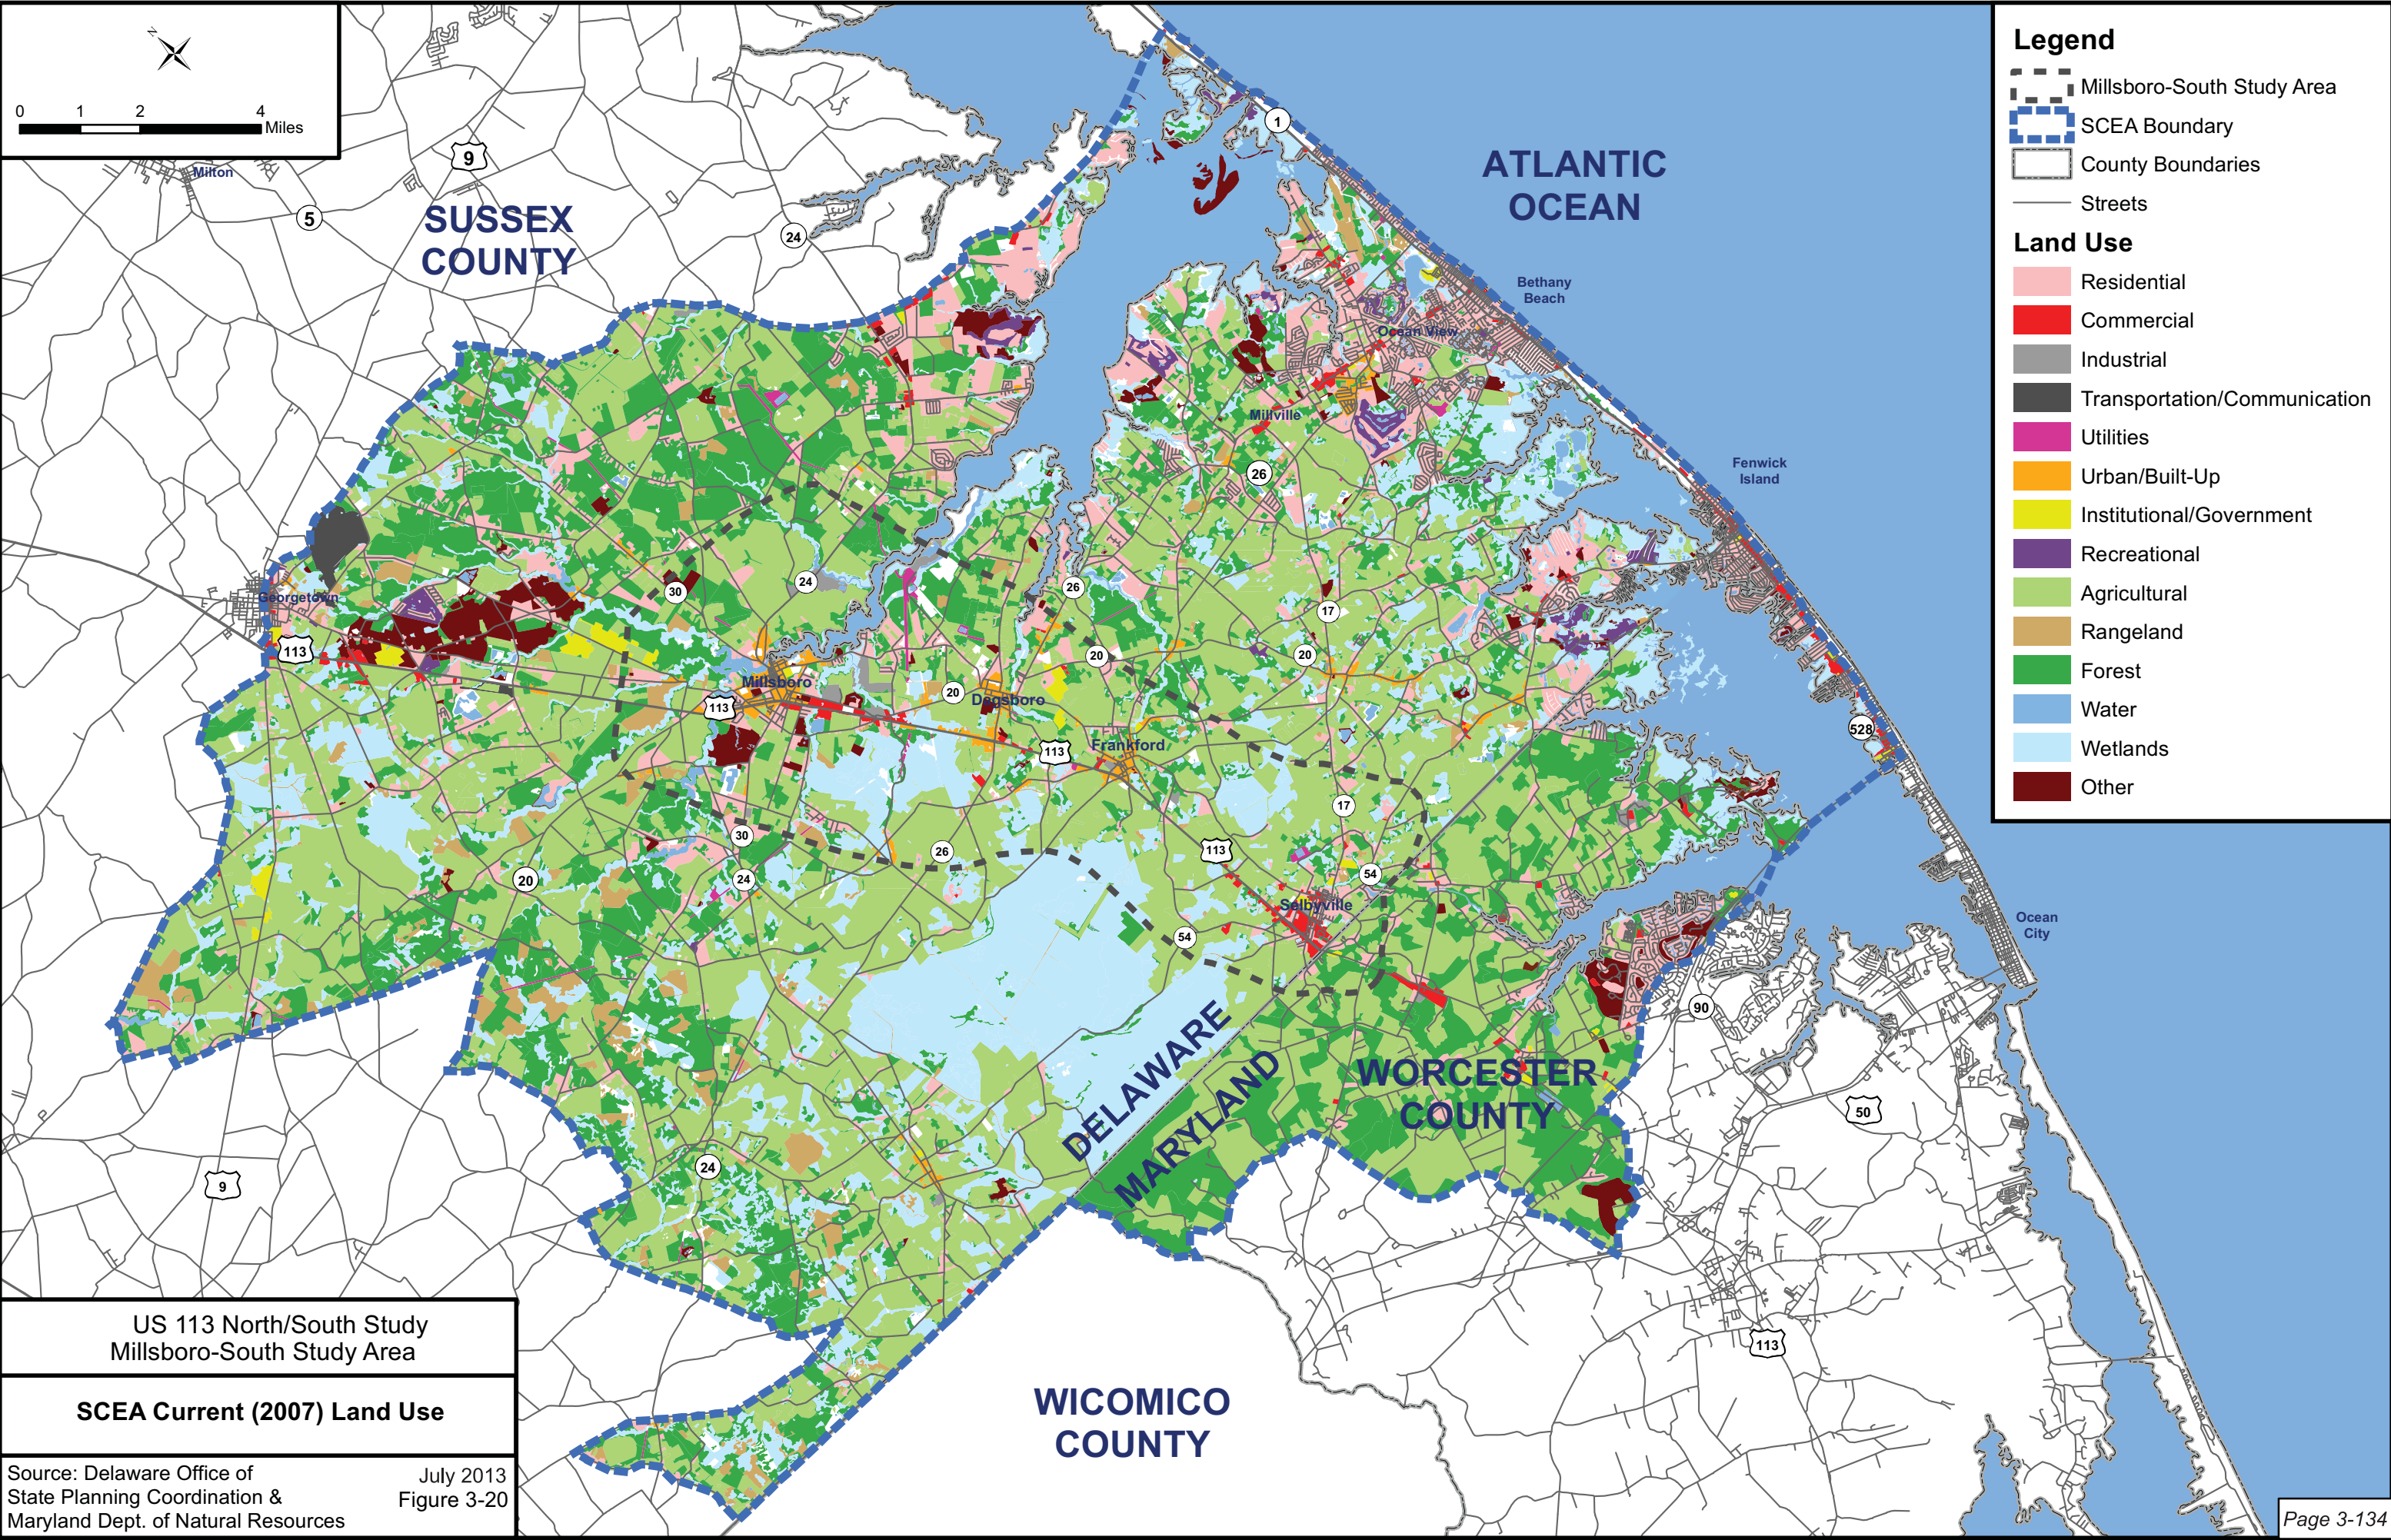 N
0 1 2 4
Miles
Milton
9
5
SUSSEX
COUNTY
24
1
ATLANTIC
OCEAN
Bethany
Beach
Ocean View
Millville
26
Fenwick
Island
Georgetown
113
30
24
26
17
20
20
Millsboro
113
20
Dagsboro
113
Frankford
528
17
30
26
113
54
24
20
Selbyville
54
Ocean
City
90
DELAWARE
MARYLAND
WORCESTER
COUNTY
50
24
9
113
WICOMICO
COUNTY
Legend
Millsboro-South Study Area
SCEA Boundary
County Boundaries
Streets
Land Use
Residential
Commercial
Industrial
Transportation/Communication
Utilities
Urban/Built-Up
Institutional/Government
Recreational
Agricultural
Rangeland
Forest
Water
Wetlands
Other
US 113 North/South Study
Millsboro-South Study Area
SCEA Current (2007) Land Use
Source: Delaware Office of
State Planning Coordination &
Maryland Dept. of Natural Resources
July 2013
Figure 3-20
Page 3-134